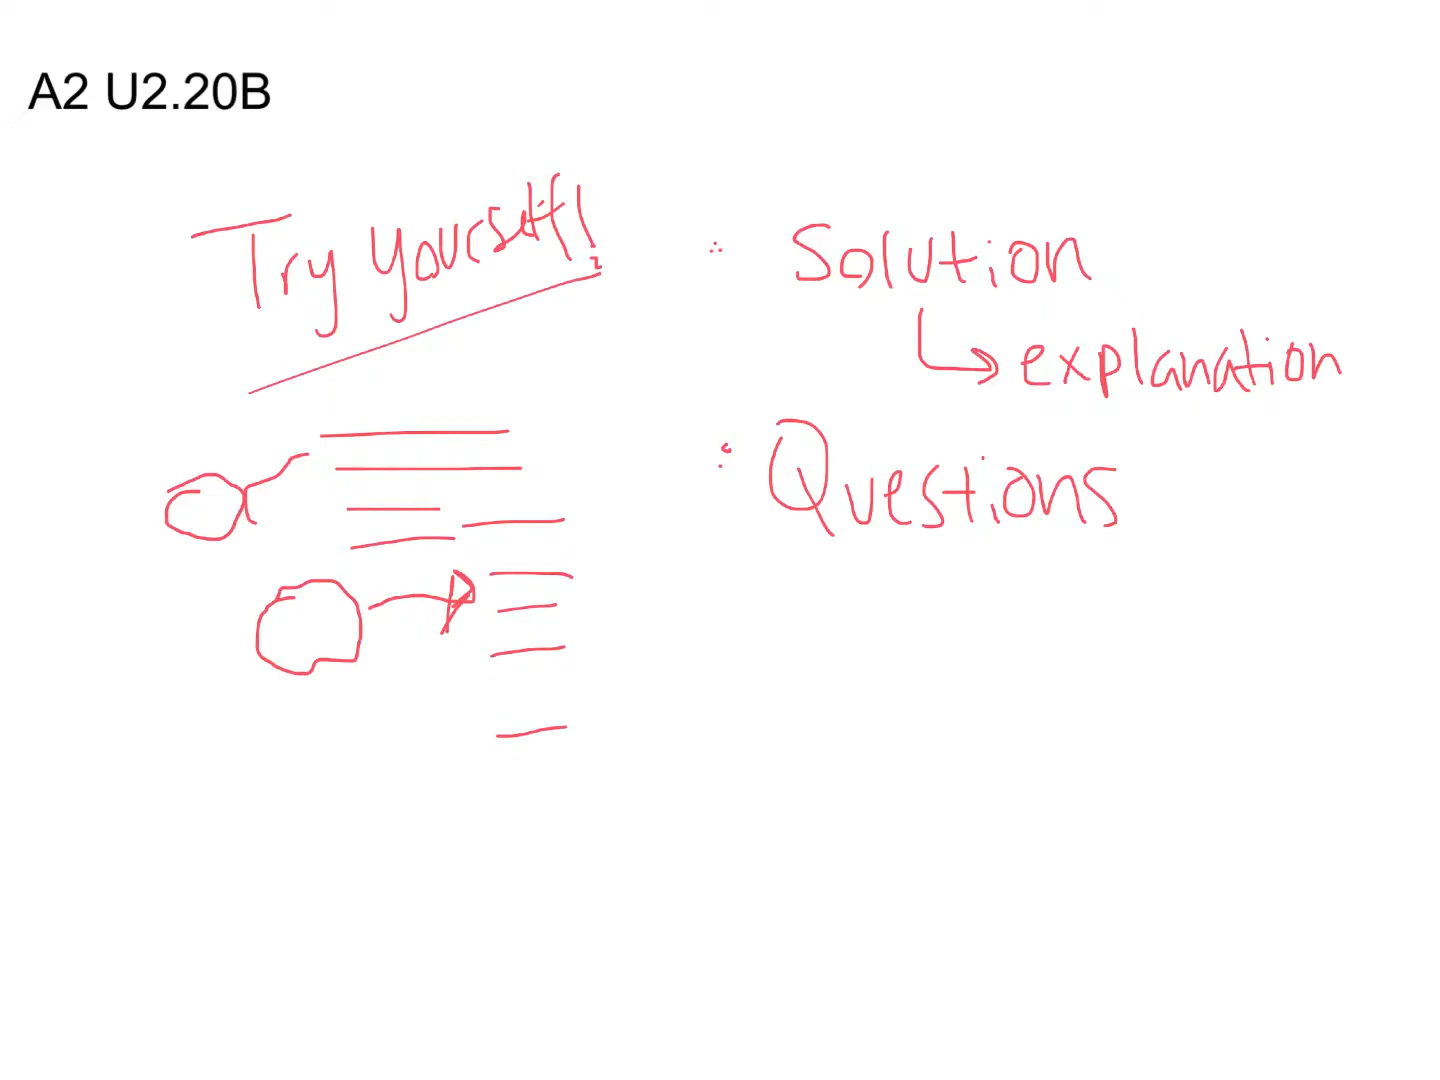 A2 U2.20B
Try yourself!
Solution
explanation
Questions